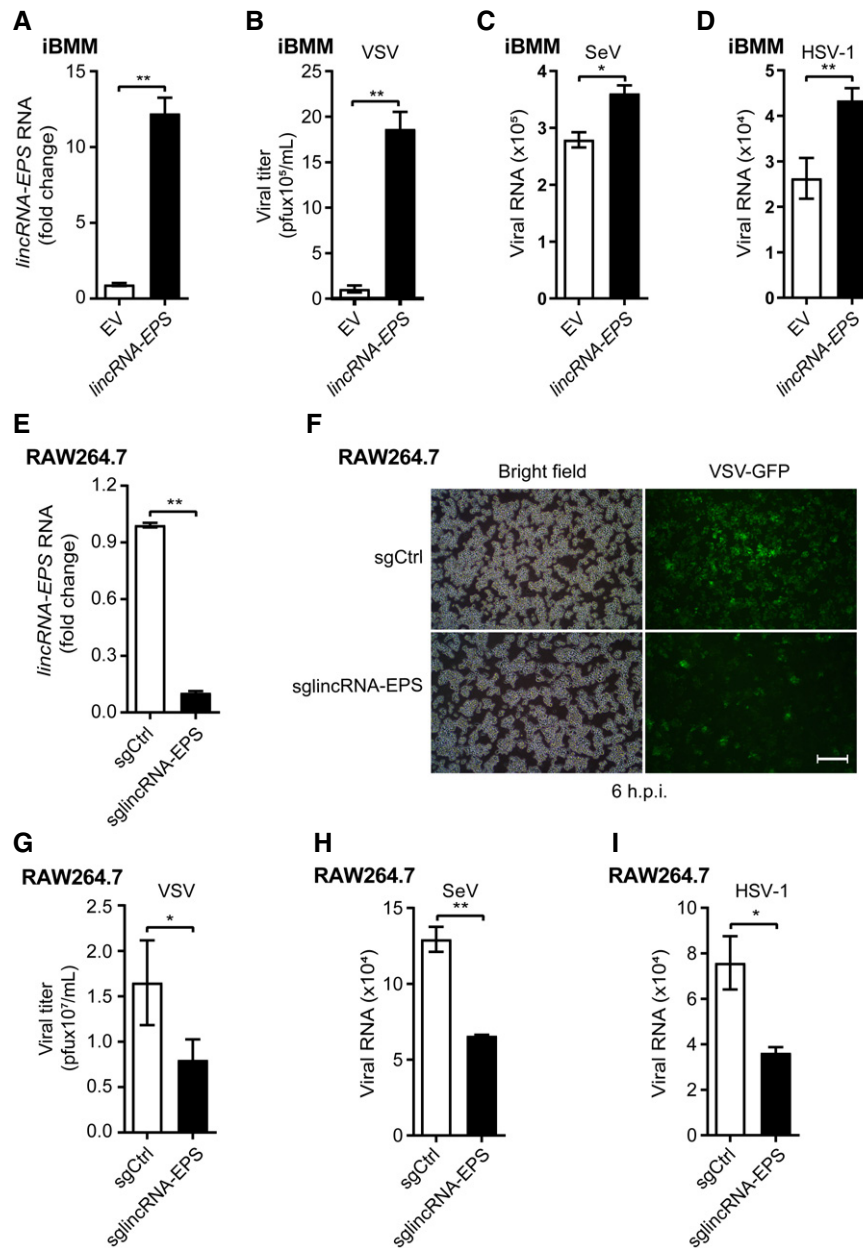 A
iBMM
**
lincRNA-EPS RNA
(fold change)
15
10
5
0
EV
lincRNA-EPS
B
iBMM
VSV
**
Viral titer
(pfux10⁵/mL)
25
20
15
10
5
0
EV
lincRNA-EPS
C
iBMM
SeV
*
Viral RNA (x10⁵)
5
4
3
2
1
0
EV
lincRNA-EPS
D
iBMM
HSV-1
**
Viral RNA (x10⁴)
5
4
3
2
1
0
EV
lincRNA-EPS
E
RAW264.7
**
lincRNA-EPS RNA
(fold change)
1.2
0.9
0.6
0.3
0.0
sgCtrl
sglincRNA-EPS
F
RAW264.7
Bright field
VSV-GFP
sgCtrl
sglincRNA-EPS
6 h.p.i.
G
RAW264.7
VSV
*
Viral titer
(pfux10⁷/mL)
2.5
2.0
1.5
1.0
0.5
0.0
sgCtrl
sglincRNA-EPS
H
RAW264.7
SeV
**
Viral RNA (x10⁴)
15
10
5
0
sgCtrl
sglincRNA-EPS
I
RAW264.7
HSV-1
*
Viral RNA (x10⁴)
10
8
6
4
2
0
sgCtrl
sglincRNA-EPS